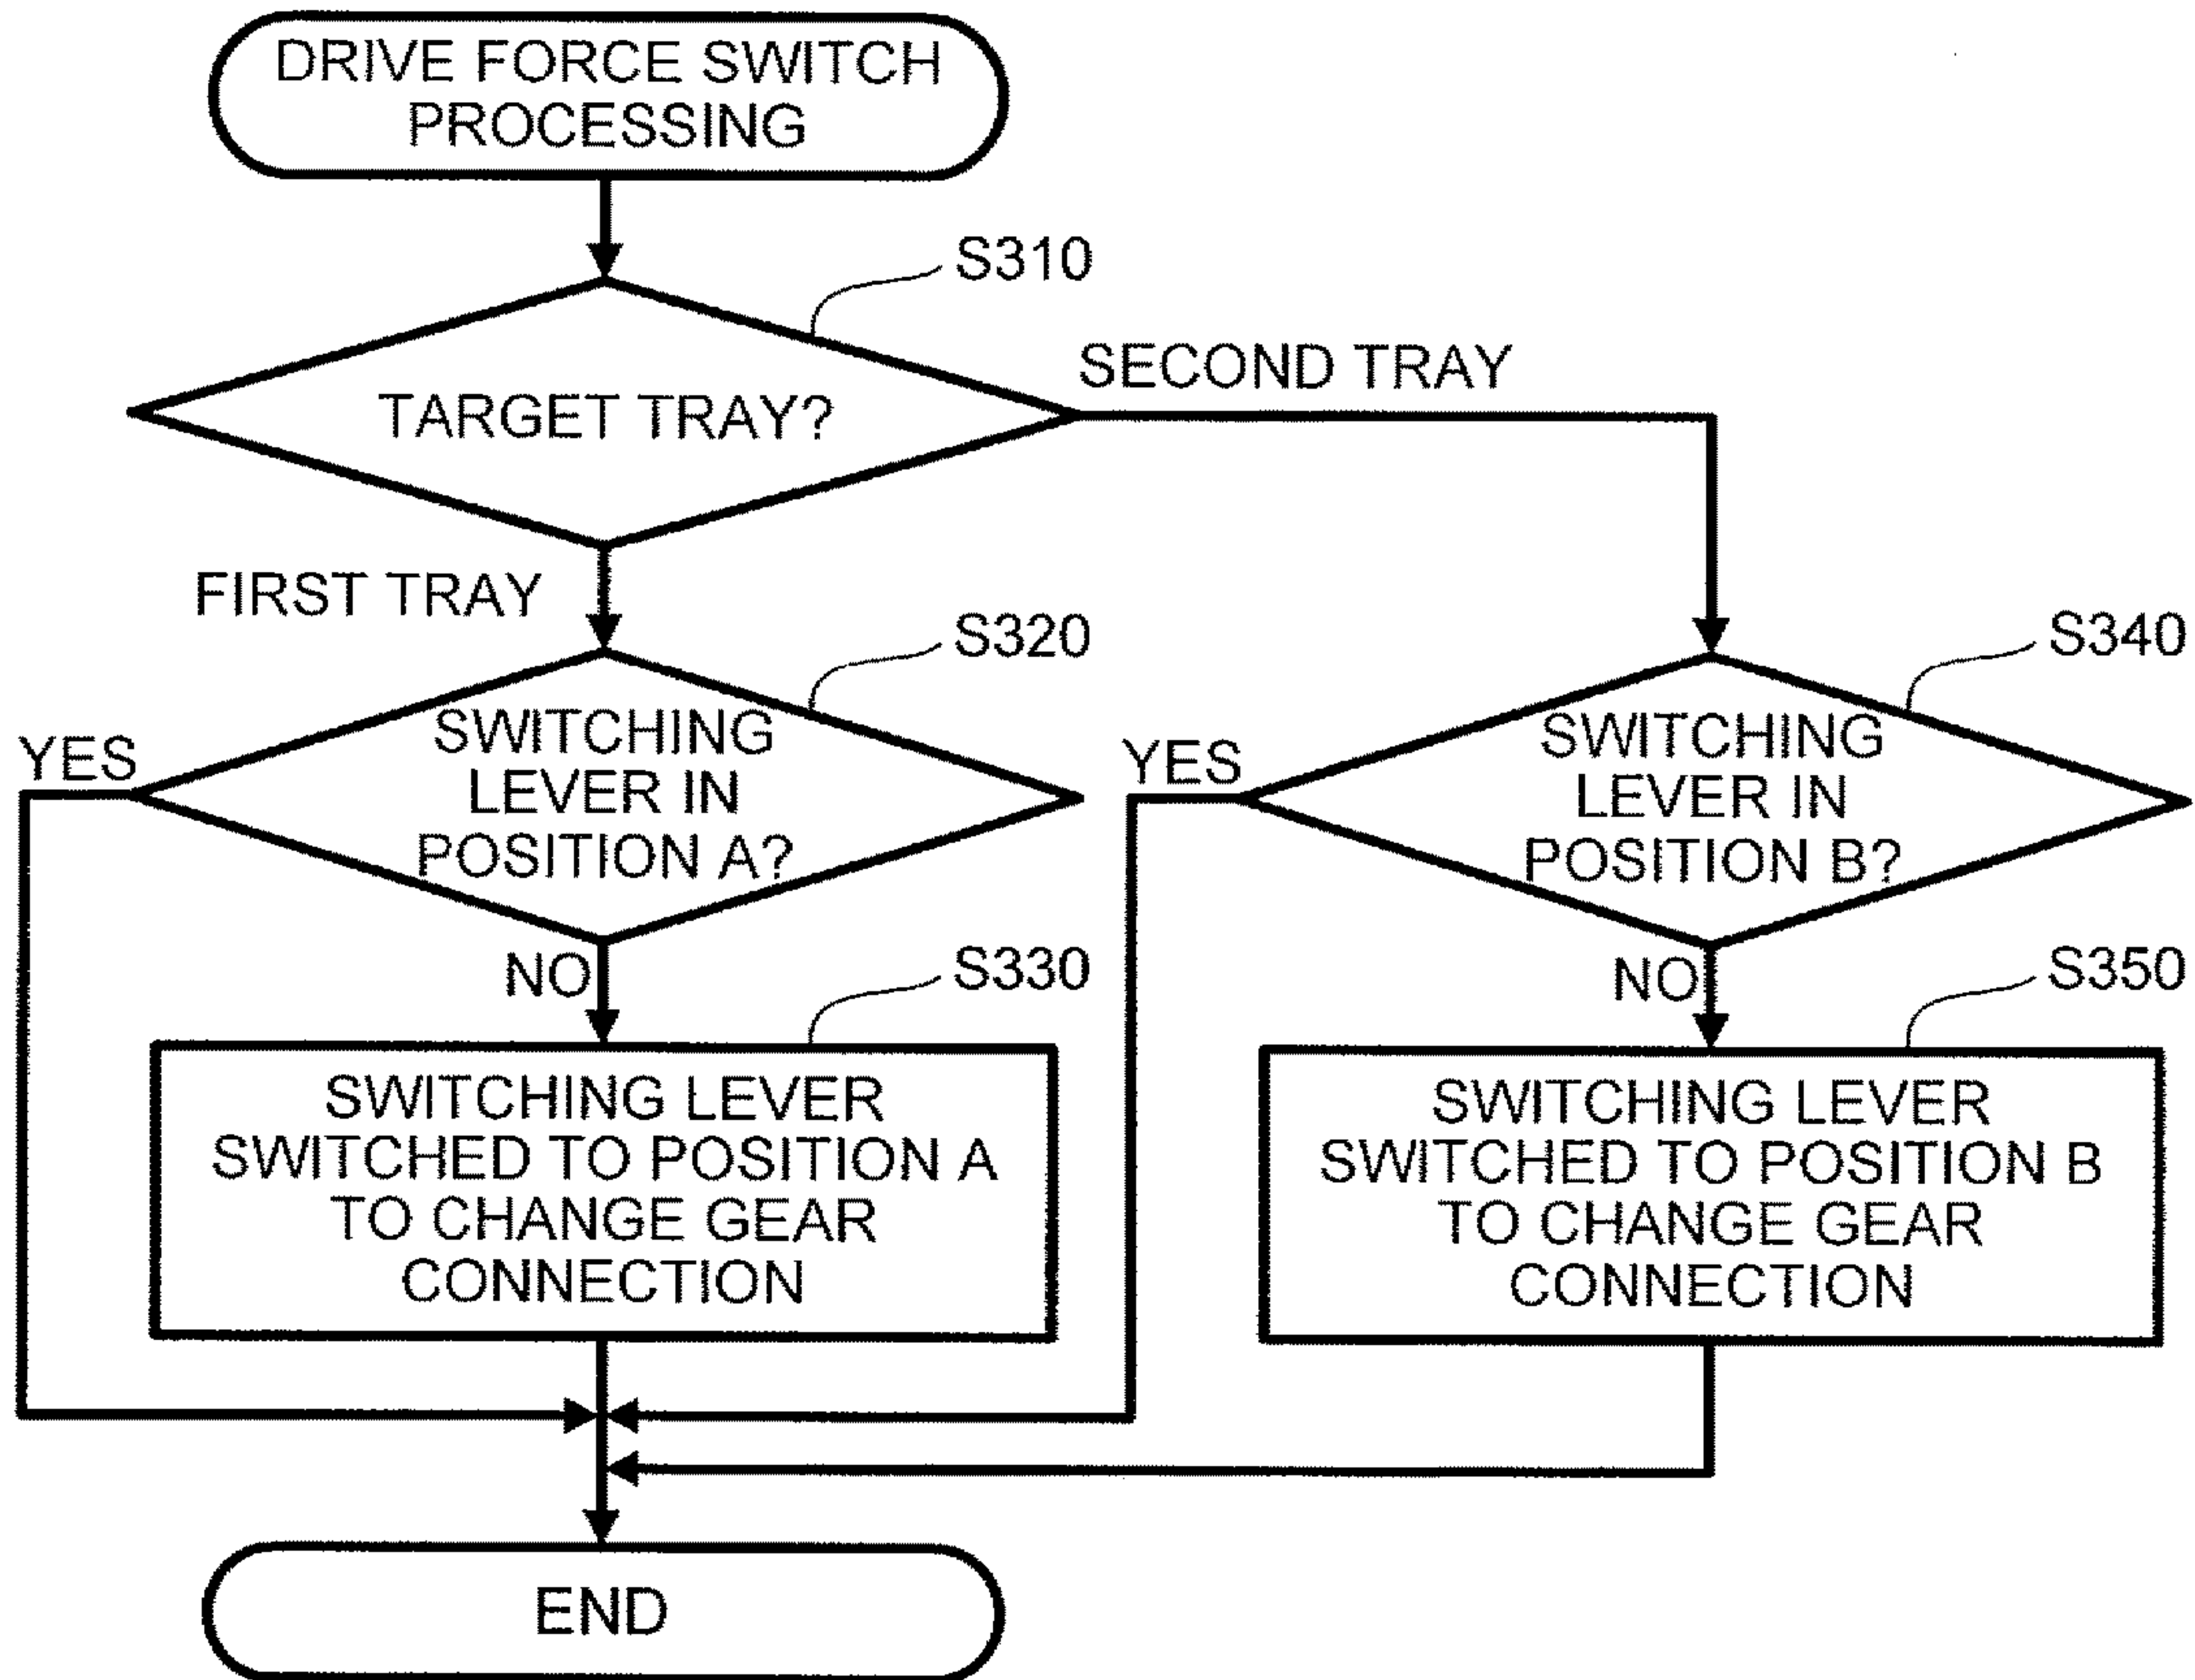 DRIVE FORCE SWITCH
PROCESSING
S310
TARGET TRAY?
SECOND TRAY
FIRST TRAY
S320
SWITCHING
LEVER IN
POSITION A?
YES
NO
S330
SWITCHING LEVER
SWITCHED TO POSITION A
TO CHANGE GEAR
CONNECTION
S340
SWITCHING
LEVER IN
POSITION B?
YES
NO
S350
SWITCHING LEVER
SWITCHED TO POSITION B
TO CHANGE GEAR
CONNECTION
END